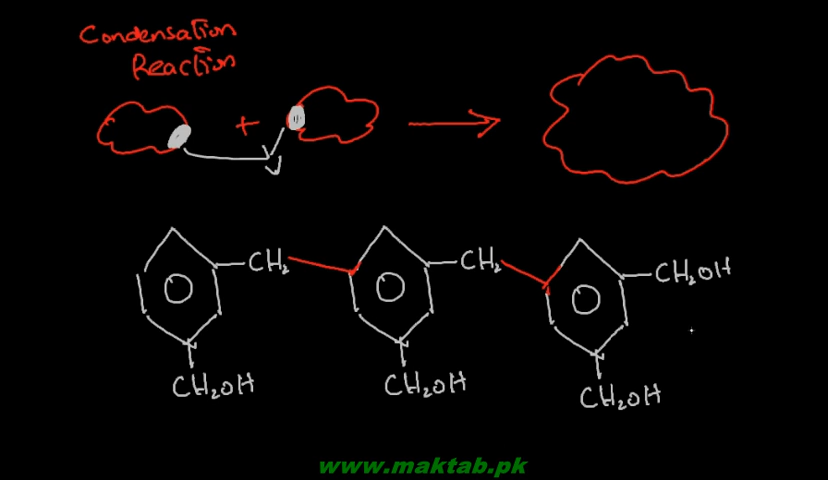 Condensation
Reaction
+
CH₂ CH₂ CH₂OH
CH₂OH CH₂OH CH₂OH
www.maktab.pk